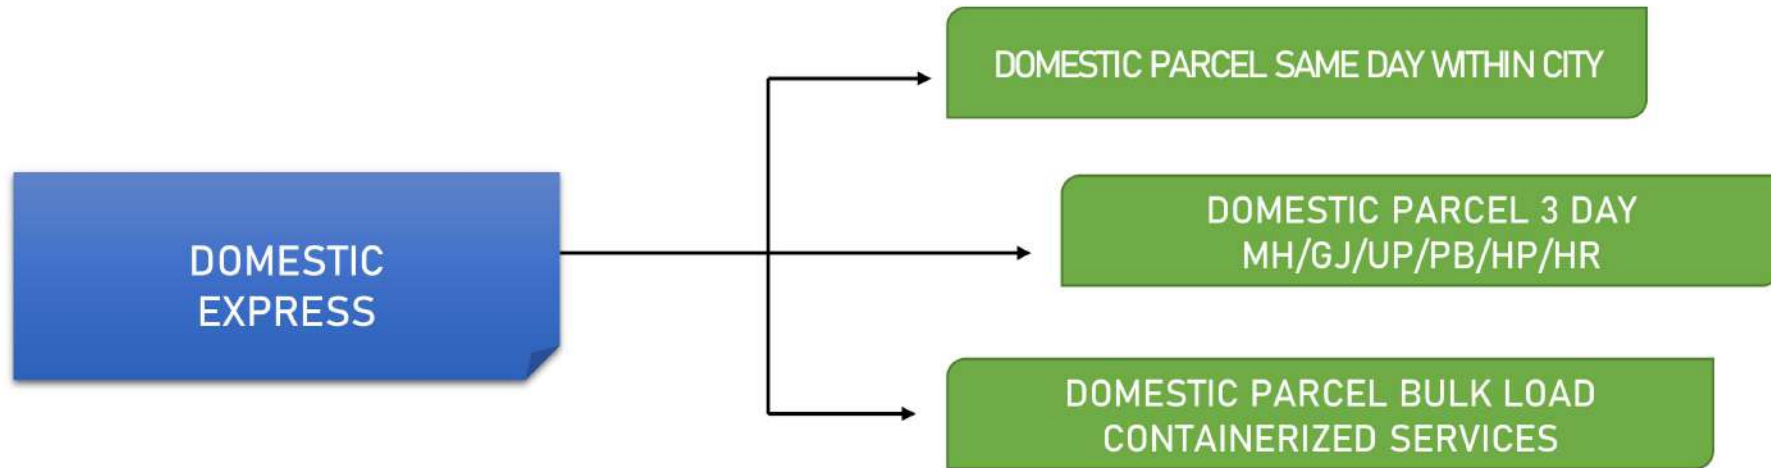 DOMESTIC PARCEL SAME DAY WITHIN CITY
DOMESTIC
EXPRESS
DOMESTIC PARCEL 3 DAY
MH/GJ/UP/PB/HP/HR
DOMESTIC PARCEL BULK LOAD
CONTAINERIZED SERVICES